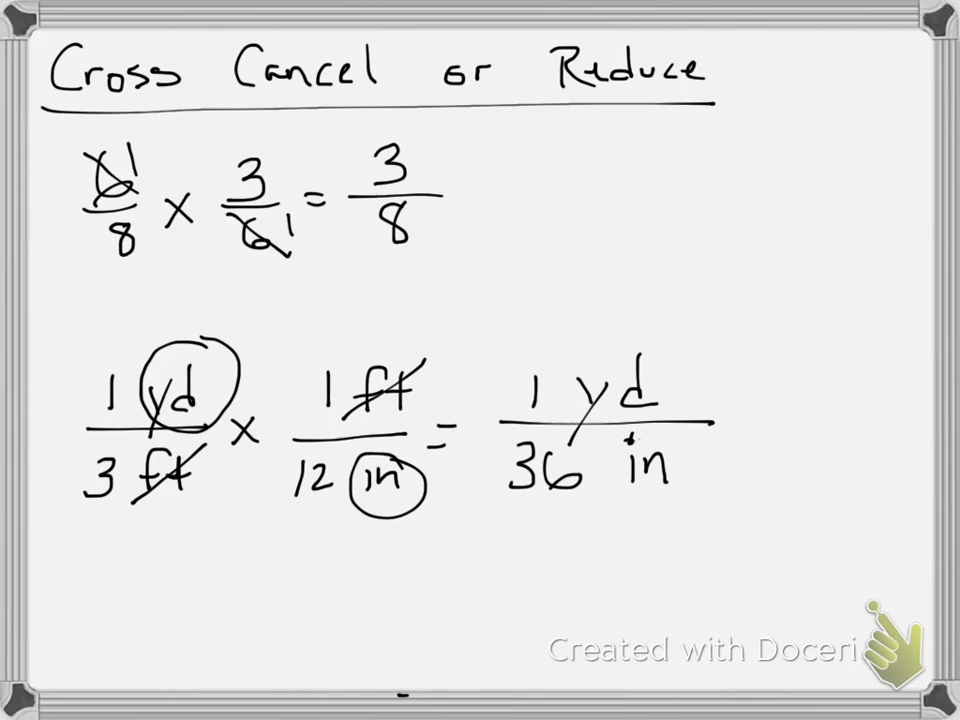 Cross Cancel or Reduce
6 1/8 x 3/6 1 = 3/8
1 yd/3 ft x 1 ft/12 in = 1 yd/36 in
Created with Doceri